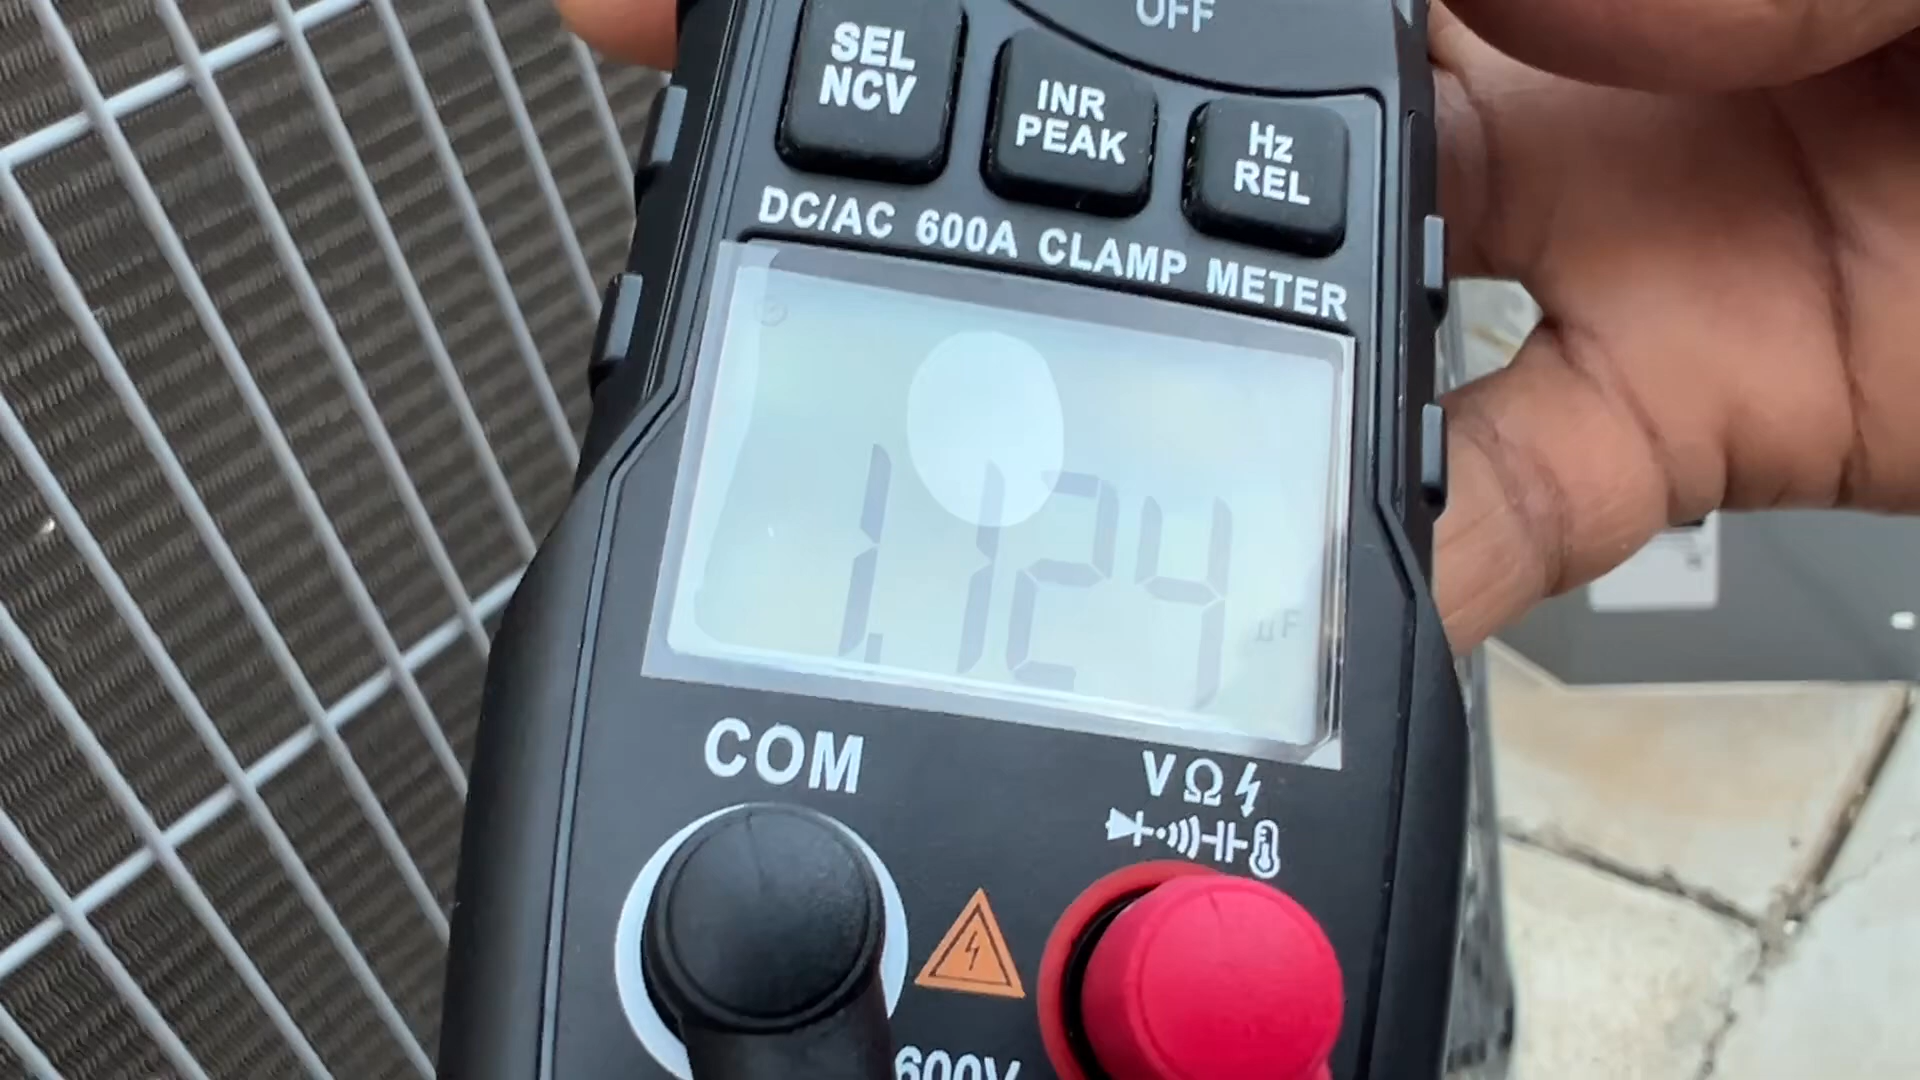 OFF
SEL
NCV
INR
PEAK
Hz
REL
DC/AC 600A CLAMP METER
1.124
µF
COM
VΩ
600V